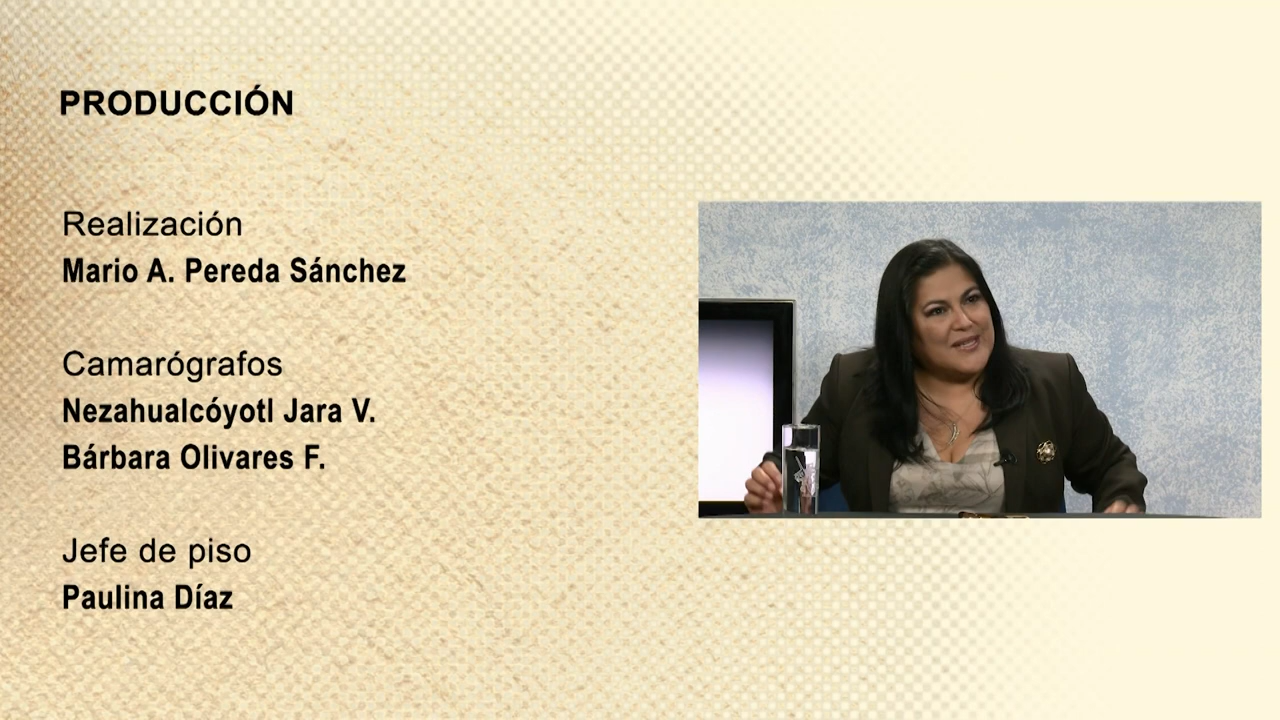 PRODUCCIÓN
Realización
Mario A. Pereda Sánchez
Camarógrafos
Nezahualcóyotl Jara V.
Bárbara Olivares F.
Jefe de piso
Paulina Díaz